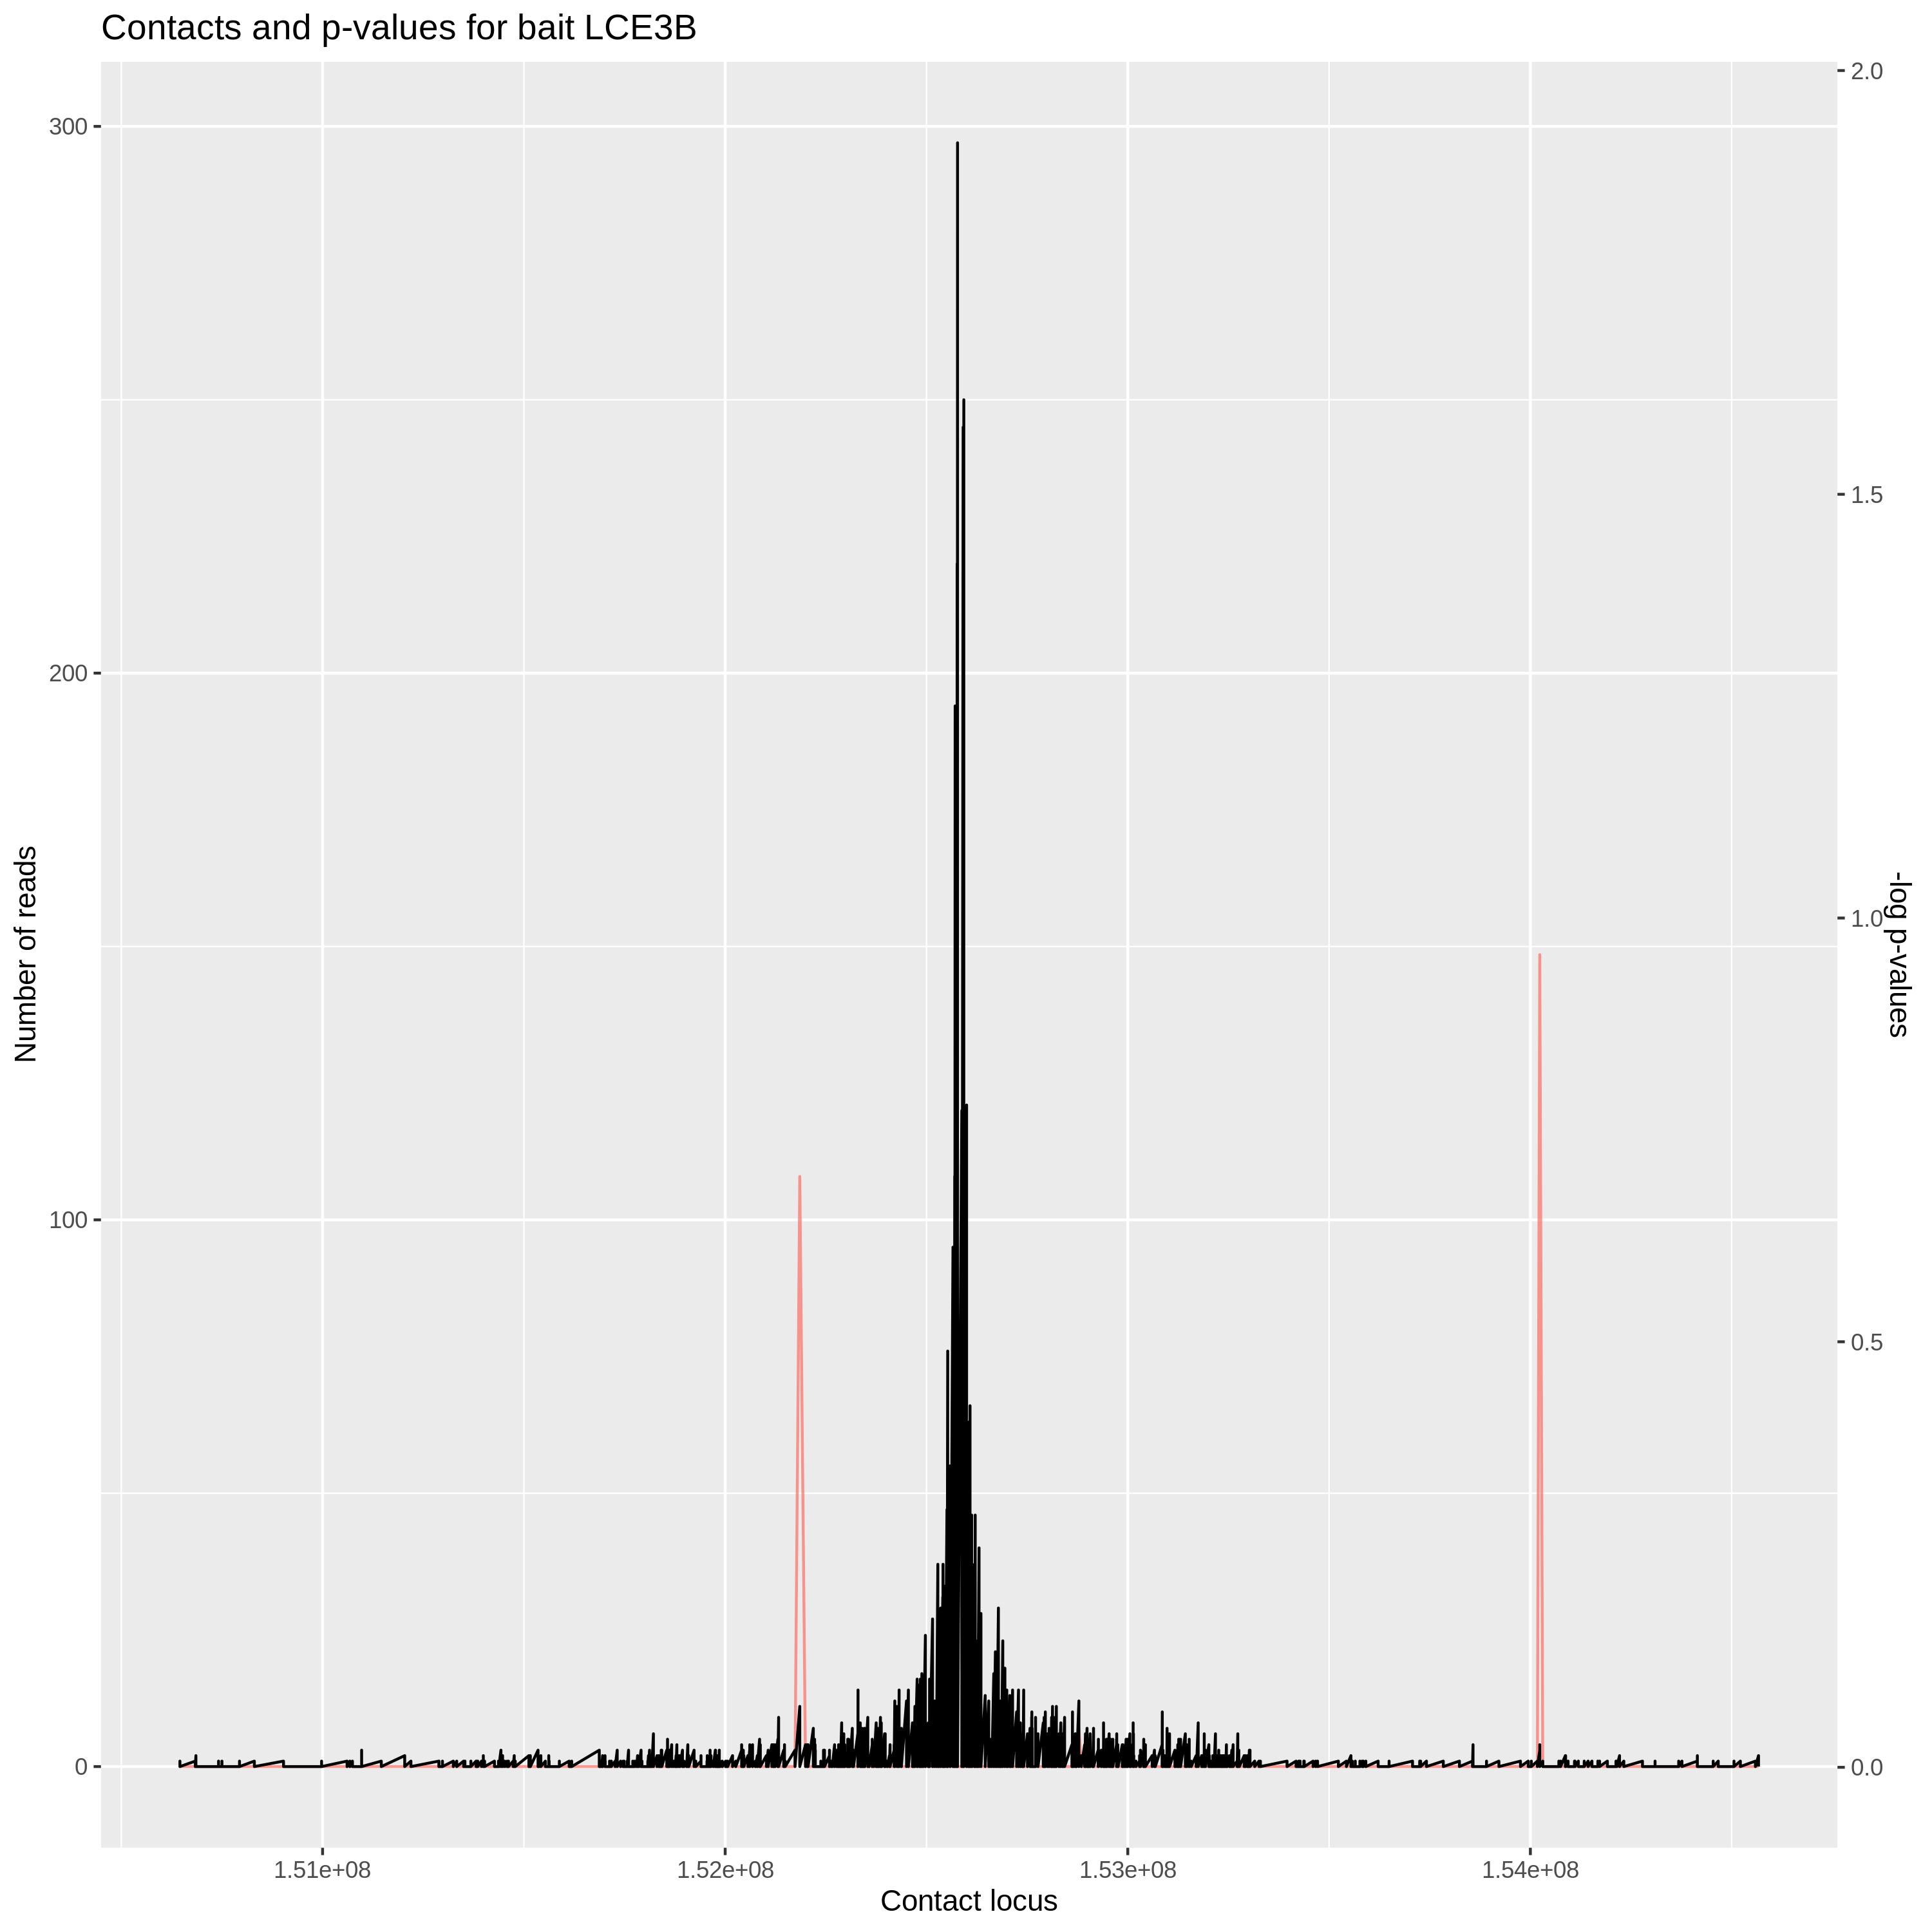 Contacts and p-values for bait LCE3B
300
200
100
0
Number of reads
2.0
1.5
1.0
0.5
0.0
-log p-values
1.51e+08
1.52e+08
1.53e+08
1.54e+08
Contact locus